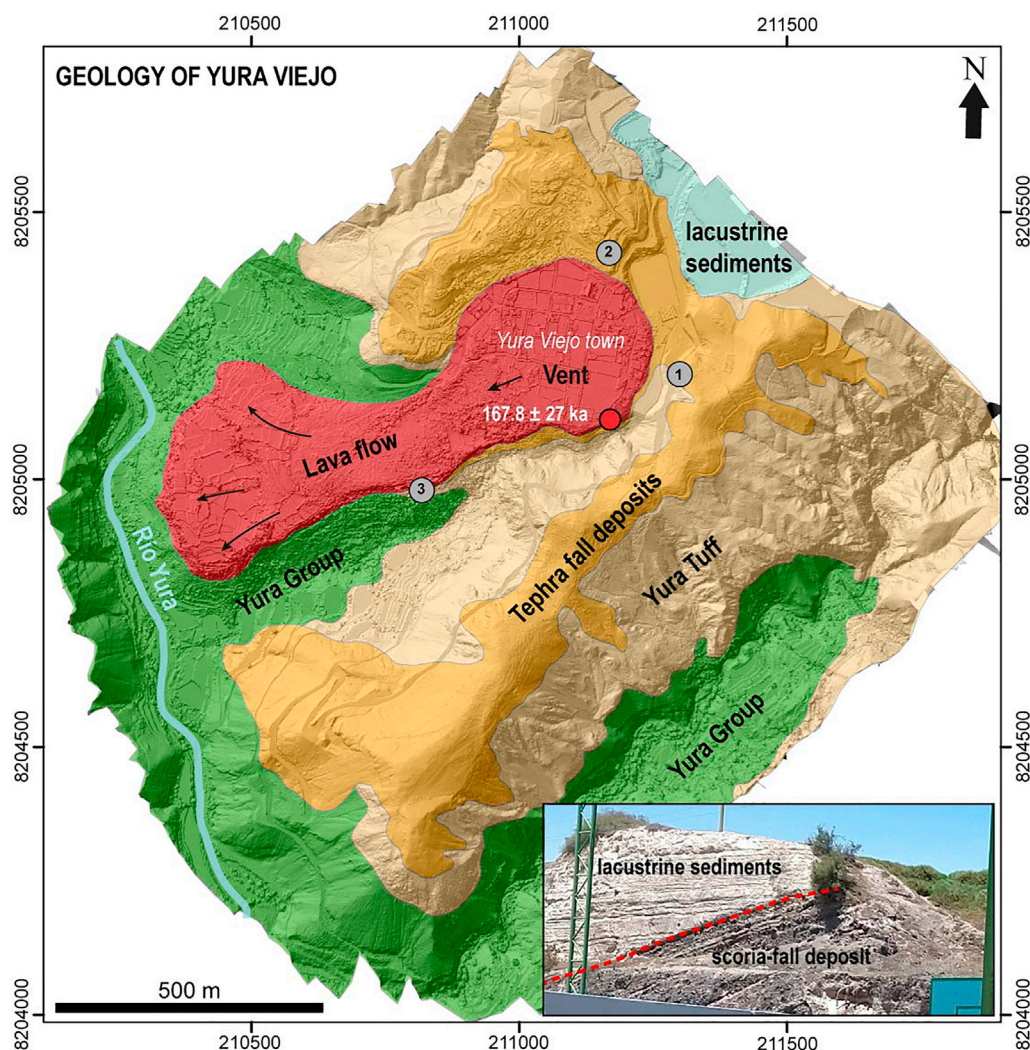 210500 211000 211500
GEOLOGY OF YURA VIEJO
N
8205500
8205500
lacustrine
sediments
2
Yura Viejo town
Vent
1
167.8 ± 27 ka
Lava flow
8205000
8205000
3
Río Yura
Yura Group
Tephra fall deposits
Yura Tuff
Yura Group
8204500
8204500
lacustrine sediments
scoria-fall deposit
500 m
8204000
8204000
210500 211000 211500